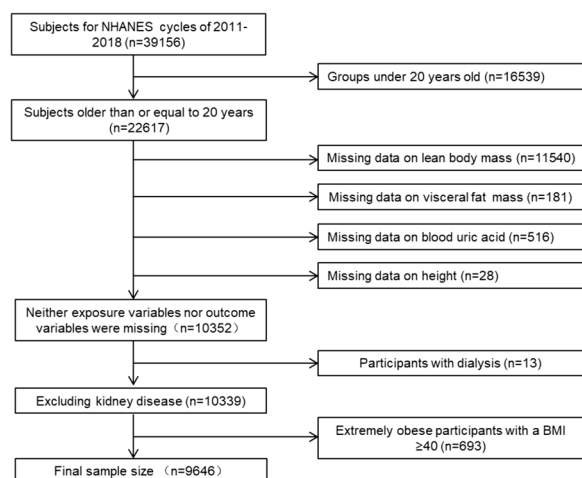 Subjects for NHANES cycles of 2011-
2018 (n=39156)
Groups under 20 years old (n=16539)
Subjects older than or equal to 20 years
(n=22617)
Missing data on lean body mass (n=11540)
Missing data on visceral fat mass (n=181)
Missing data on blood uric acid (n=516)
Missing data on height (n=28)
Neither exposure variables nor outcome
variables were missing （n=10352）
Participants with dialysis (n=13)
Excluding kidney disease (n=10339)
Extremely obese participants with a BMI
≥40 (n=693)
Final sample size （n=9646）